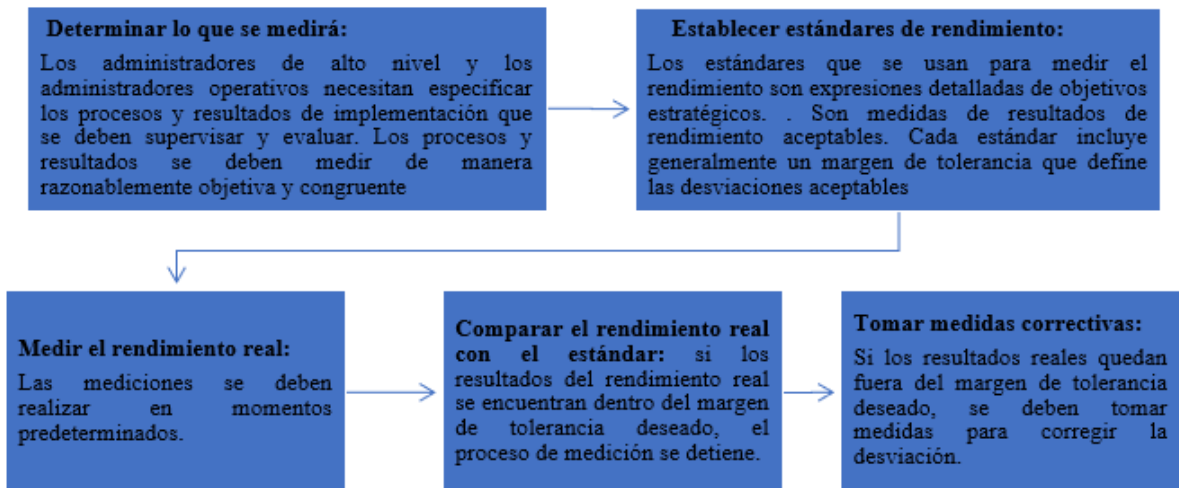 Determinar lo que se medirá:
Los administradores de alto nivel y los
administradores operativos necesitan especificar
los procesos y resultados de implementación que
se deben supervisar y evaluar. Los procesos y
resultados se deben medir de manera
razonablemente objetiva y congruente
Establecer estándares de rendimiento:
Los estándares que se usan para medir el
rendimiento son expresiones detalladas de objetivos
estratégicos. . Son medidas de resultados de
rendimiento aceptables. Cada estándar incluye
generalmente un margen de tolerancia que define
las desviaciones aceptables
Medir el rendimiento real:
Las mediciones se deben
realizar en momentos
predeterminados.
Comparar el rendimiento real
con el estándar: si los
resultados del rendimiento real
se encuentran dentro del margen
de tolerancia deseado, el
proceso de medición se detiene.
Tomar medidas correctivas:
Si los resultados reales quedan
fuera del margen de tolerancia
deseado, se deben tomar
medidas para corregir la
desviación.